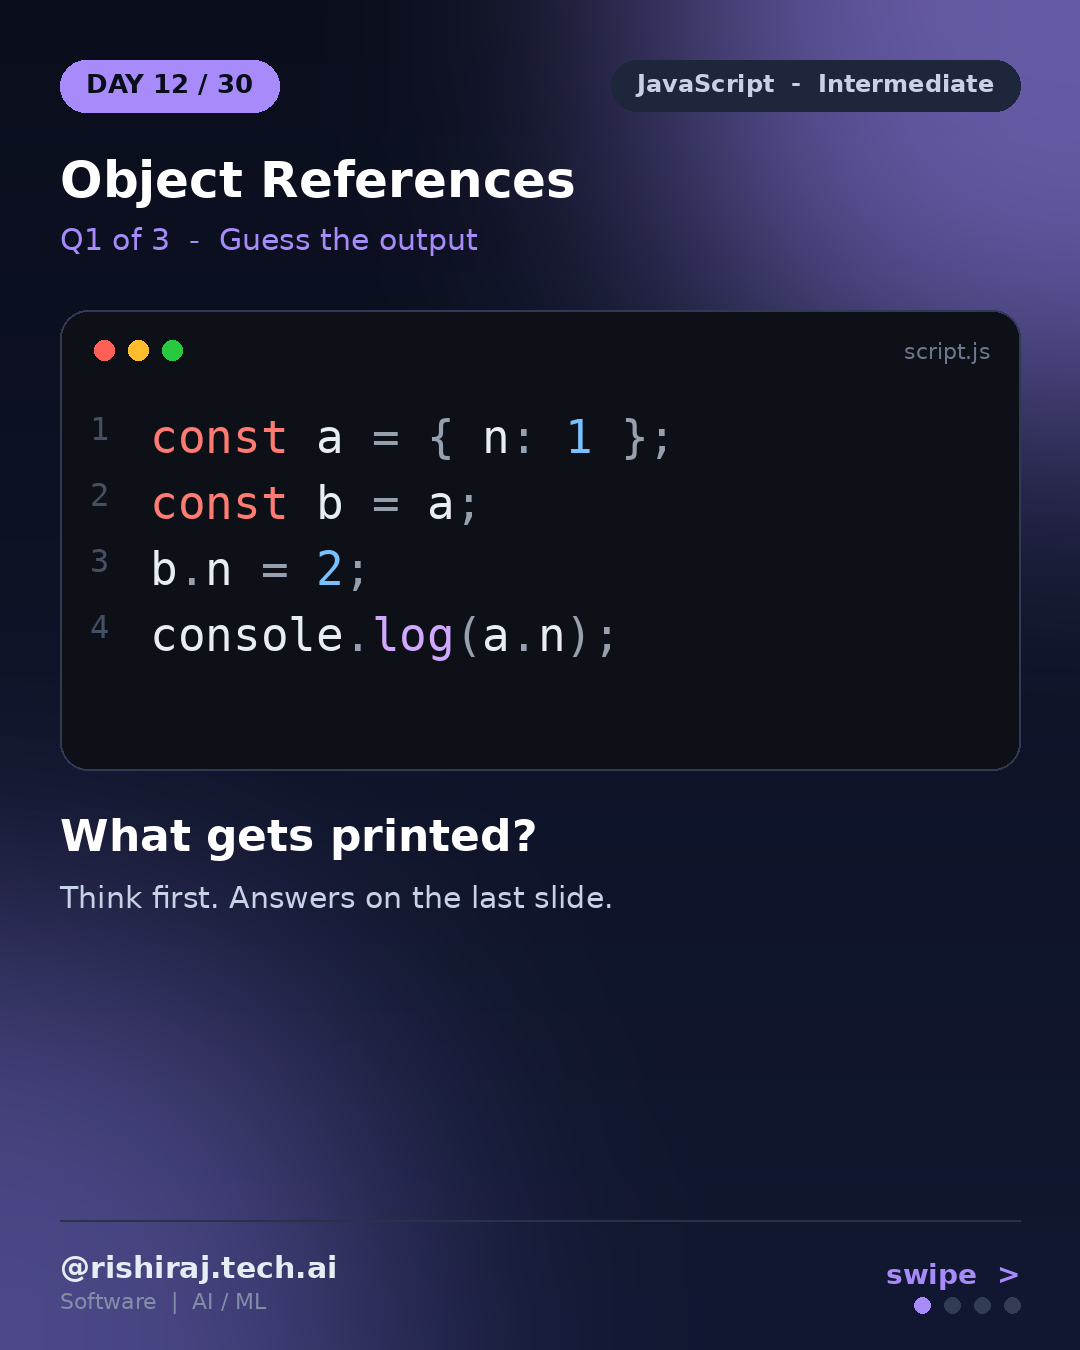 DAY 12 / 30
JavaScript - Intermediate
Object References
Q1 of 3 - Guess the output
script.js
1 const a = { n: 1 };
2 const b = a;
3 b.n = 2;
4 console.log(a.n);
What gets printed?
Think first. Answers on the last slide.
@rishiraj.tech.ai
Software | AI / ML
swipe >